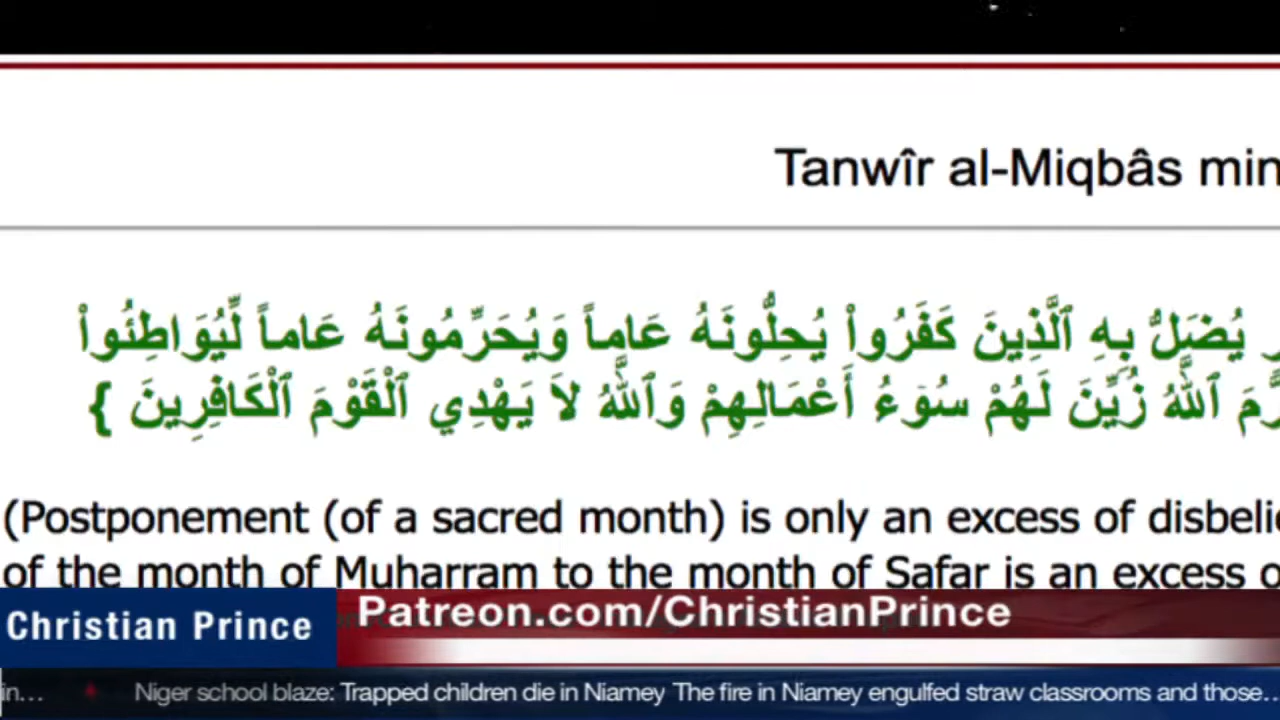 Tanwîr al-Miqbâs min
يُضَلُّ بِهِ ٱلَّذِينَ كَفَرُواْ يُحِلُّونَهُ عَاماً وَيُحَرِّمُونَهُ عَاماً لِّيُوَاطِئُواْ
رَّمَ ٱللَّهُ زُيِّنَ لَهُمْ سُوۤءُ أَعْمَالِهِمْ وَٱللَّهُ لاَ يَهْدِي ٱلْقَوْمَ ٱلْكَافِرِينَ }
(Postponement (of a sacred month) is only an excess of disbeli
of the month of Muharram to the month of Safar is an excess o
Christian Prince
Patreon.com/ChristianPrince
in... Niger school blaze: Trapped children die in Niamey The fire in Niamey engulfed straw classrooms and those...